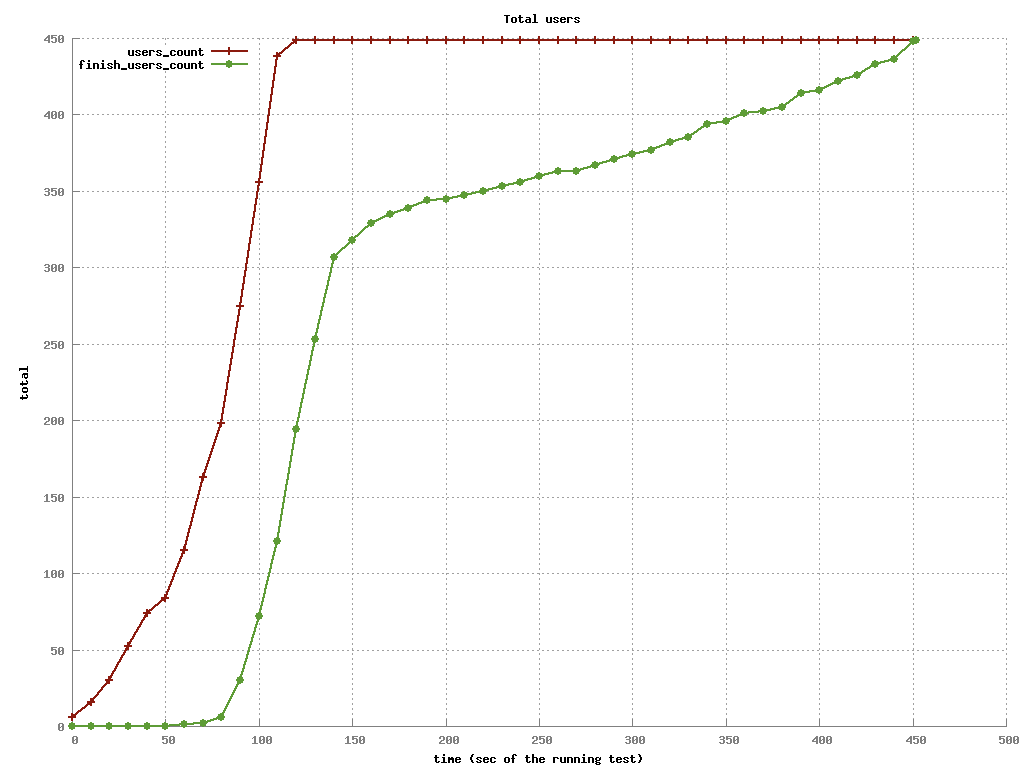 Total users
users_count
finish_users_count
450
400
350
300
250
200
150
100
50
0
total
0 50 100 150 200 250 300 350 400 450 500
time (sec of the running test)